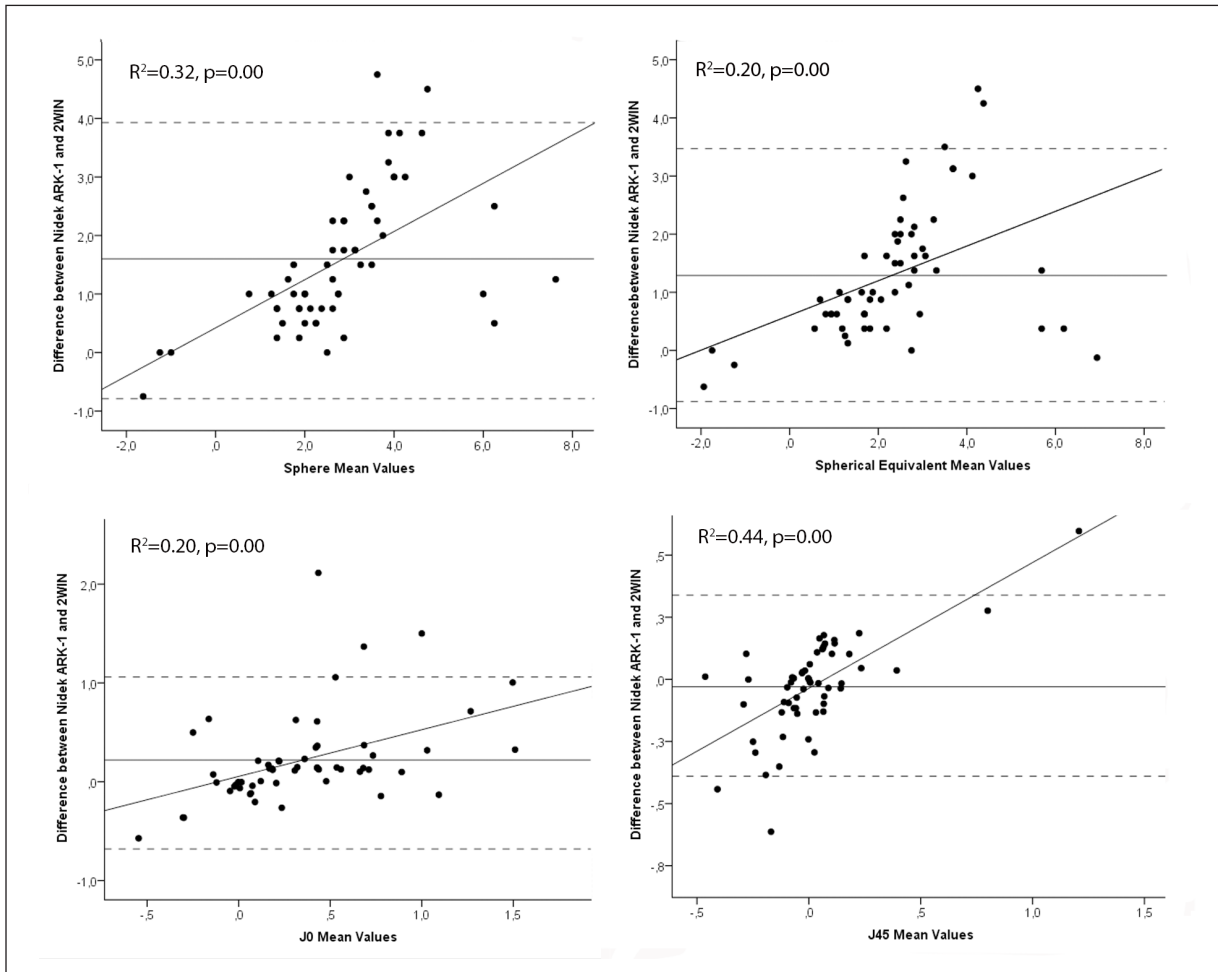 R²=0.32, p=0.00
Difference between Nidek ARK-1 and 2WIN
5,0
4,0
3,0
2,0
1,0
,0
-1,0
-2,0 ,0 2,0 4,0 6,0 8,0
Sphere Mean Values
R²=0.20, p=0.00
Differencebetween Nidek ARK-1 and 2WIN
5,0
4,0
3,0
2,0
1,0
,0
-1,0
-2,0 ,0 2,0 4,0 6,0 8,0
Spherical Equivalent Mean Values
R²=0.20, p=0.00
Difference between Nidek ARK-1 and 2WIN
2,0
1,0
,0
-1,0
-,5 ,0 ,5 1,0 1,5
J0 Mean Values
R²=0.44, p=0.00
Difference between Nidek ARK-1 and 2WIN
,5
,3
,0
-,3
-,5
-,8
-,5 ,0 ,5 1,0 1,5
J45 Mean Values